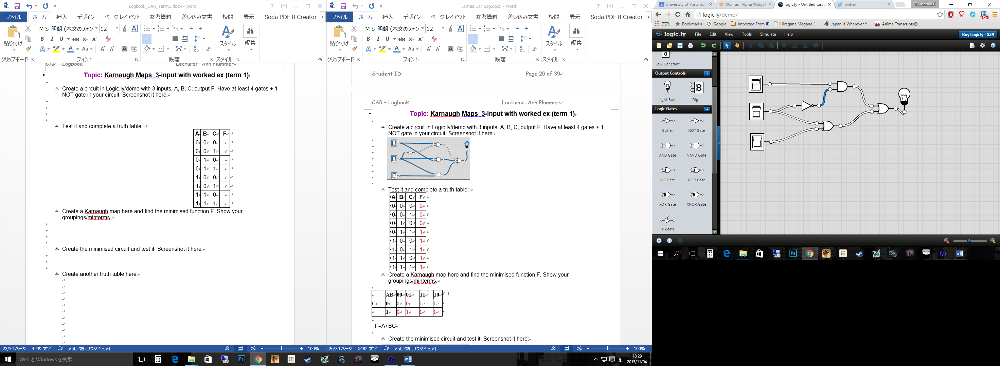 Logbook_CAR_Term1.docx - Word
ファイル ホーム 挿入 デザイン ページ レイアウト 参考資料 差し込み文書 校閲 表示 Soda PDF 8 Creator
ＭＳ 明朝 (本文のフォン 12
貼り付け スタイル 編集
クリップボード フォント 段落 スタイル
CAR – Logbook Lecturer: Ann Plummer
Topic: Karnaugh Maps 3-input with worked ex (term 1)
Create a circuit in Logic.ly/demo with 3 inputs, A, B, C; output F. Have at least 4 gates + 1
NOT gate in your circuit. Screenshot it here:
Test it and complete a truth table:
A B C F
0 0 0
0 0 1
0 1 0
0 1 1
1 0 0
1 0 1
1 1 0
1 1 1
Create a Karnaugh map here and find the minimised function F. Show your
groupings/minterms.
Create the minimised circuit and test it. Screenshot it here:
Create another truth table here:
23/34 ページ 4599 文字 アラビア語 (サウジアラビア) 100%
Web と Windows を検索
James Car Log.docx - Word
ファイル ホーム 挿入 デザイン ページ レイアウト 参考資料 差し込み文書 校閲 表示 Soda PDF 8 Creator
ＭＳ 明朝 (本文のフォン 12
貼り付け スタイル 編集
クリップボード フォント 段落 スタイル
Student ID: Page 26 of 39
CAR – Logbook Lecturer: Ann Plummer
Topic: Karnaugh Maps 3-input with worked ex (term 1)
Create a circuit in Logic.ly/demo with 3 inputs, A, B, C; output F. Have at least 4 gates + 1
NOT gate in your circuit. Screenshot it here:
Test it and complete a truth table:
A B C F
0 0 0 0
0 0 1 0
0 1 0 0
0 1 1 1
1 0 0 1
1 0 1 1
1 1 0 1
1 1 1 1
Create a Karnaugh map here and find the minimised function F. Show your
groupings/minterms.
AB 00 01 11 10
C 0 0 0 1 1
1 0 1 1 1
F=A+BC
Create the minimised circuit and test it. Screenshot it here:
26/39 ページ 5482 文字 アラビア語 (サウジアラビア) 100%
18:29
2015/11/04
University of Portsmou Wolfram|Alpha Widget logic.ly - Untitled Circu Twitter Oomathias1
logic.ly/demo/
アプリ Bookmarks Google Imported From IE Hiragana Megane (... Japan is Wherever Y... Anime Transcripts@...
logic.ly File Edit View Tools Simulate Help Buy Logicly - $39
Low Constant
Output Controls
Light Bulb Digit
Logic Gates
Buffer NOT Gate
AND Gate NAND Gate
OR Gate NOR Gate
XOR Gate XNOR Gate
Tri-State